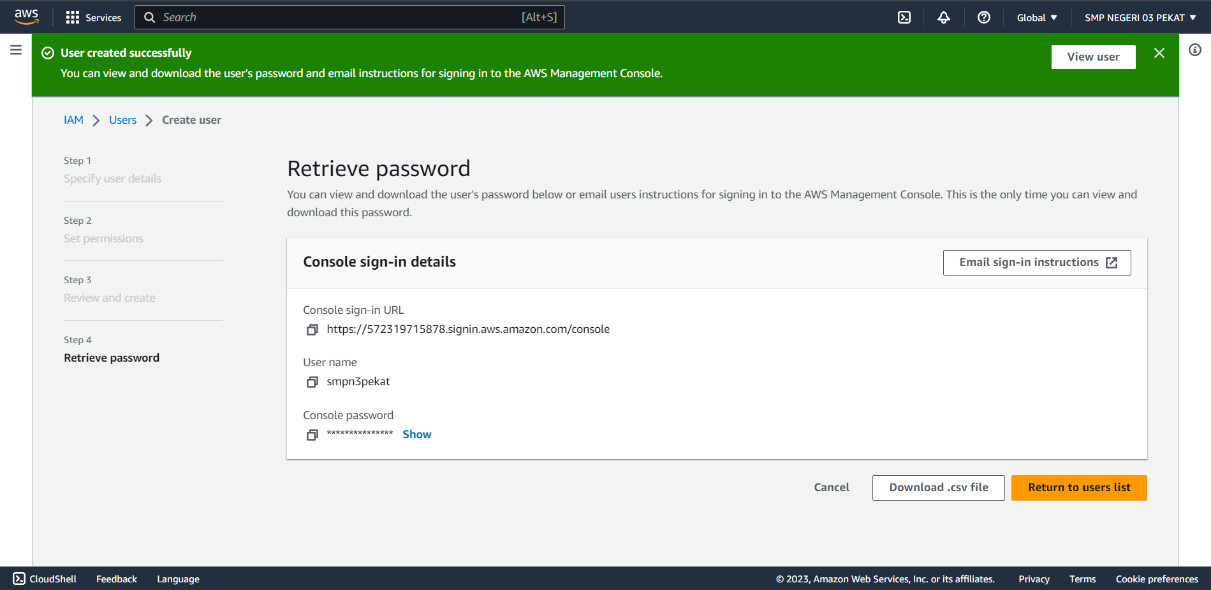 aws Services Search [Alt+S] Global SMP NEGERI 03 PEKAT
User created successfully
You can view and download the user's password and email instructions for signing in to the AWS Management Console.
View user
IAM Users Create user
Step 1
Specify user details
Step 2
Set permissions
Step 3
Review and create
Step 4
Retrieve password
Retrieve password
You can view and download the user's password below or email users instructions for signing in to the AWS Management Console. This is the only time you can view and
download this password.
Console sign-in details
Email sign-in instructions
Console sign-in URL
https://572319715878.signin.aws.amazon.com/console
User name
smpn3pekat
Console password
*************** Show
Cancel Download .csv file Return to users list
CloudShell Feedback Language © 2023, Amazon Web Services, Inc. or its affiliates. Privacy Terms Cookie preferences